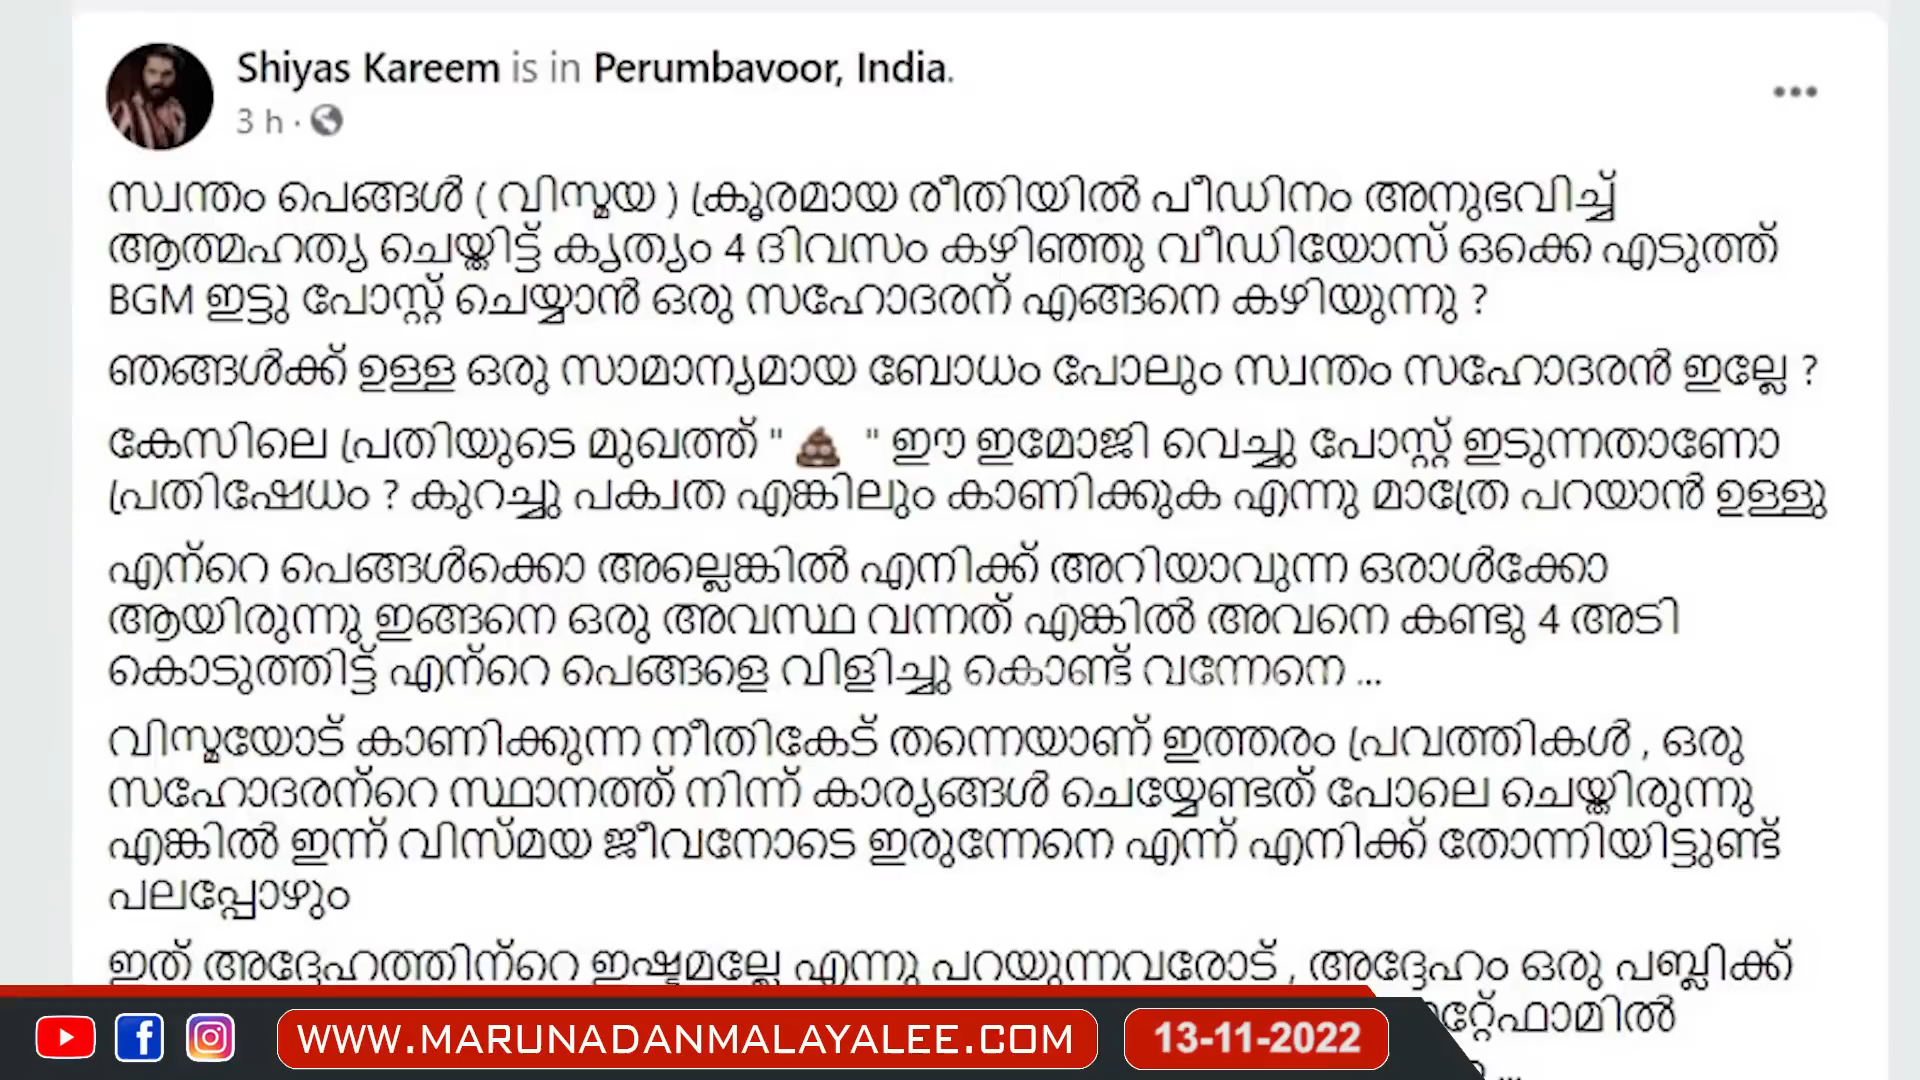 Shiyas Kareem is in Perumbavoor, India.
3 h ·
സ്വന്തം പെങ്ങൾ ( വിസ്മയ ) ക്രൂരമായ രീതിയിൽ പീഡിനം അനുഭവിച്ച്
ആത്മഹത്യ ചെയ്തിട്ട് കൃത്യം 4 ദിവസം കഴിഞ്ഞു വീഡിയോസ് ഒക്കെ എടുത്ത്
BGM ഇട്ടു പോസ്റ്റ് ചെയ്യാൻ ഒരു സഹോദരന് എങ്ങനെ കഴിയുന്നു ?
ഞങ്ങൾക്ക് ഉള്ള ഒരു സാമാന്യമായ ബോധം പോലും സ്വന്തം സഹോദരൻ ഇല്ലേ ?
കേസിലെ പ്രതിയുടെ മുഖത്ത് " 💩 " ഈ ഇമോജി വെച്ചു പോസ്റ്റ് ഇടുന്നതാണോ
പ്രതിഷേധം ? കുറച്ചു പക്വത എങ്കിലും കാണിക്കുക എന്നു മാത്രേ പറയാൻ ഉള്ളു
എന്റെ പെങ്ങൾക്കൊ അല്ലെങ്കിൽ എനിക്ക് അറിയാവുന്ന ഒരാൾക്കോ
ആയിരുന്നു ഇങ്ങനെ ഒരു അവസ്ഥ വന്നത് എങ്കിൽ അവനെ കണ്ടു 4 അടി
കൊടുത്തിട്ട് എന്റെ പെങ്ങളെ വിളിച്ചു കൊണ്ട് വന്നേനെ ...
വിസ്മയോട് കാണിക്കുന്ന നീതികേട് തന്നെയാണ് ഇത്തരം പ്രവത്തികൾ , ഒരു
സഹോദരന്റെ സ്ഥാനത്ത് നിന്ന് കാര്യങ്ങൾ ചെയ്യേണ്ടത് പോലെ ചെയ്തിരുന്നു
എങ്കിൽ ഇന്ന് വിസ്മയ ജീവനോടെ ഇരുന്നേനെ എന്ന് എനിക്ക് തോന്നിയിട്ടുണ്ട്
പലപ്പോഴും
ഇത് അദ്ദേഹത്തിന്റെ ഇഷ്ടമല്ലേ എന്നു പറയുന്നവരോട് , അദ്ദേഹം ഒരു പബ്ലിക്ക്
WWW.MARUNADANMALAYALEE.COM
13-11-2022